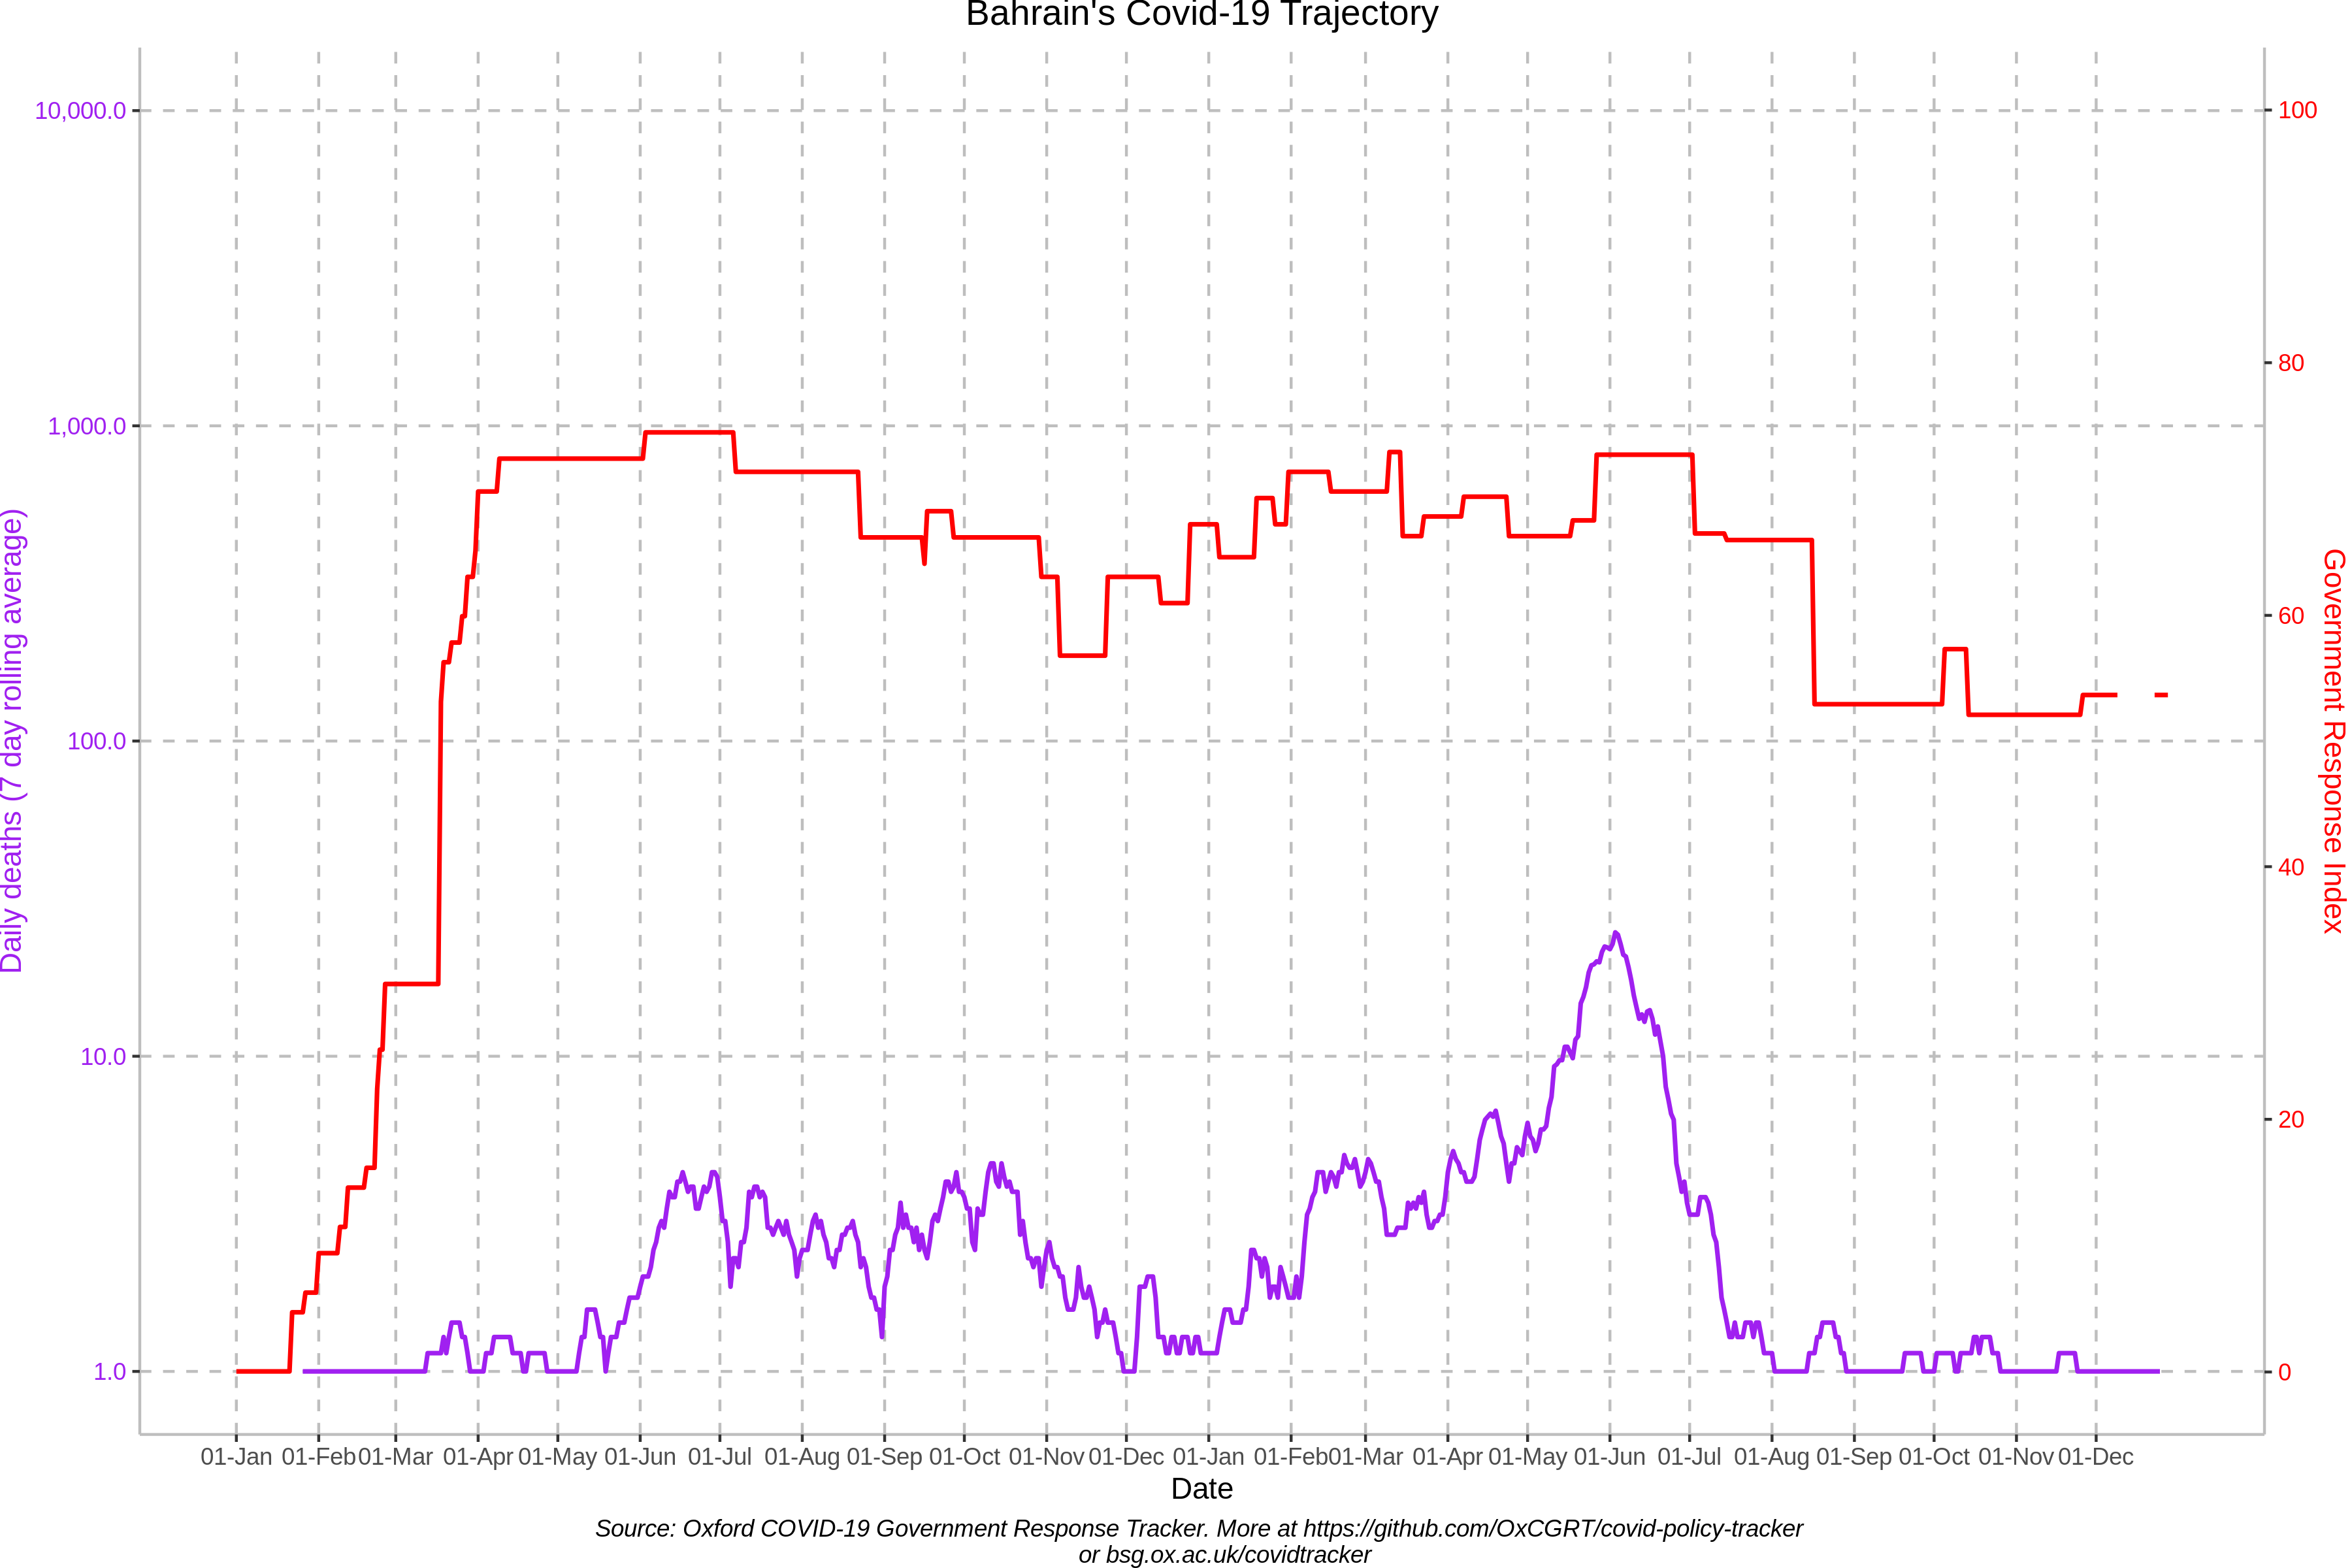 Bahrain's Covid-19 Trajectory
10,000.0
1,000.0
100.0
10.0
1.0
Daily deaths (7 day rolling average)
100
80
60
40
20
0
Government Response Index
01-Jan 01-Feb 01-Mar 01-Apr 01-May 01-Jun 01-Jul 01-Aug 01-Sep 01-Oct 01-Nov 01-Dec 01-Jan 01-Feb 01-Mar 01-Apr 01-May 01-Jun 01-Jul 01-Aug 01-Sep 01-Oct 01-Nov 01-Dec
Date
Source: Oxford COVID-19 Government Response Tracker. More at https://github.com/OxCGRT/covid-policy-tracker
or bsg.ox.ac.uk/covidtracker